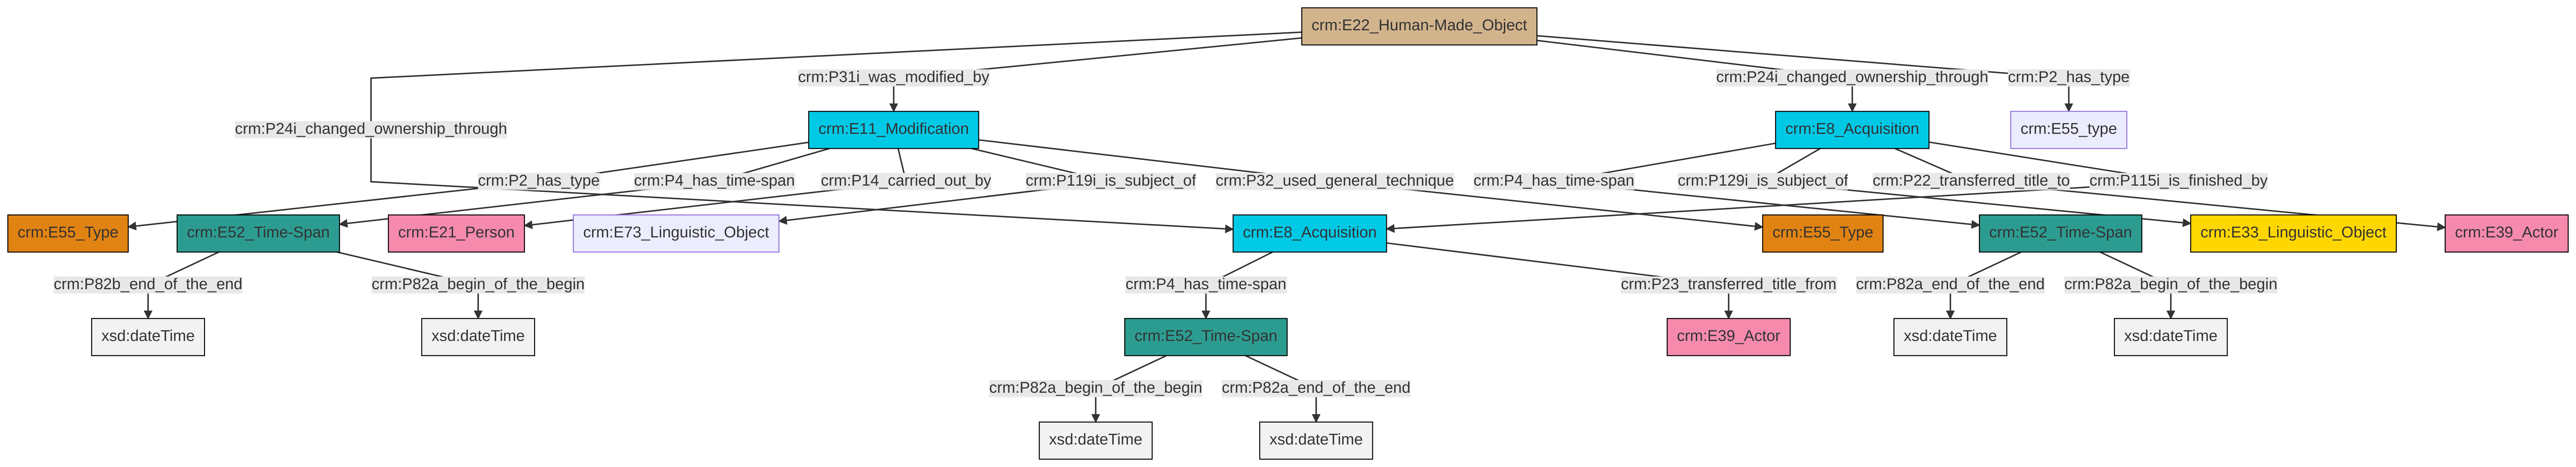 crm:E22_Human-Made_Object
crm:P31i_was_modified_by
crm:P24i_changed_ownership_through
crm:P2_has_type
crm:P24i_changed_ownership_through
crm:E11_Modification
crm:E8_Acquisition
crm:E55_type
crm:P2_has_type
crm:P4_has_time-span
crm:P14_carried_out_by
crm:P119i_is_subject_of
crm:P32_used_general_technique
crm:P4_has_time-span
crm:P129i_is_subject_of
crm:P22_transferred_title_to
crm:P115i_is_finished_by
crm:E55_Type
crm:E52_Time-Span
crm:E21_Person
crm:E73_Linguistic_Object
crm:E8_Acquisition
crm:E55_Type
crm:E52_Time-Span
crm:E33_Linguistic_Object
crm:E39_Actor
crm:P82b_end_of_the_end
crm:P82a_begin_of_the_begin
crm:P4_has_time-span
crm:P23_transferred_title_from
crm:P82a_end_of_the_end
crm:P82a_begin_of_the_begin
xsd:dateTime
xsd:dateTime
crm:E52_Time-Span
crm:E39_Actor
xsd:dateTime
xsd:dateTime
crm:P82a_begin_of_the_begin
crm:P82a_end_of_the_end
xsd:dateTime
xsd:dateTime